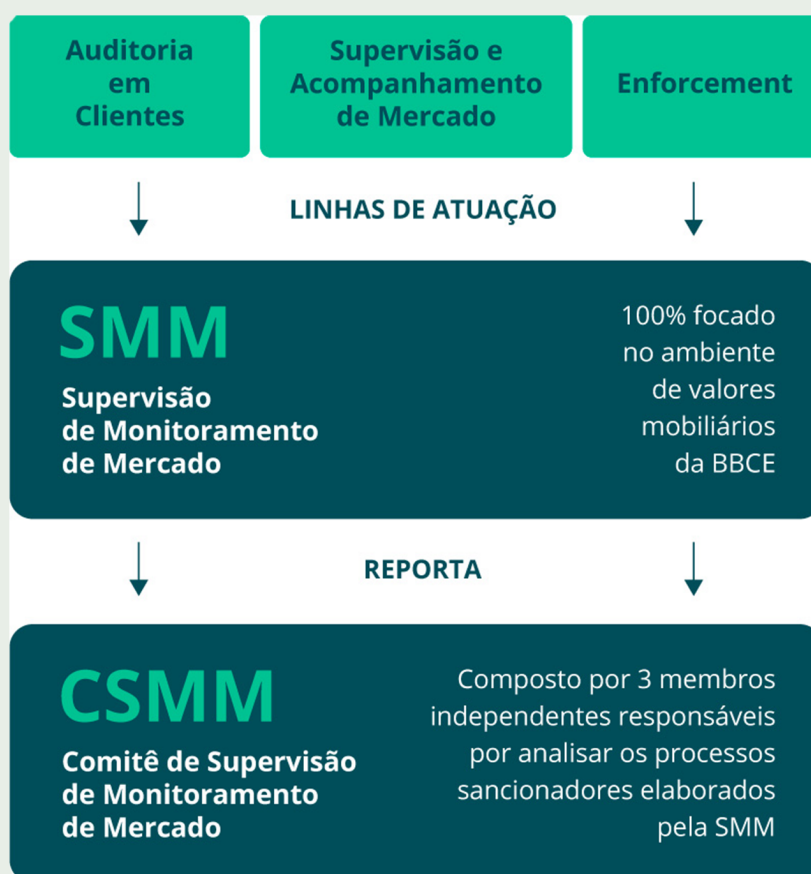 Auditoria
em
Clientes
Supervisão e
Acompanhamento
de Mercado
Enforcement
LINHAS DE ATUAÇÃO
SMM
Supervisão
de Monitoramento
de Mercado
100% focado
no ambiente
de valores
mobiliários
da BBCE
REPORTA
CSMM
Comitê de Supervisão
de Monitoramento
de Mercado
Composto por 3 membros
independentes responsáveis
por analisar os processos
sancionadores elaborados
pela SMM